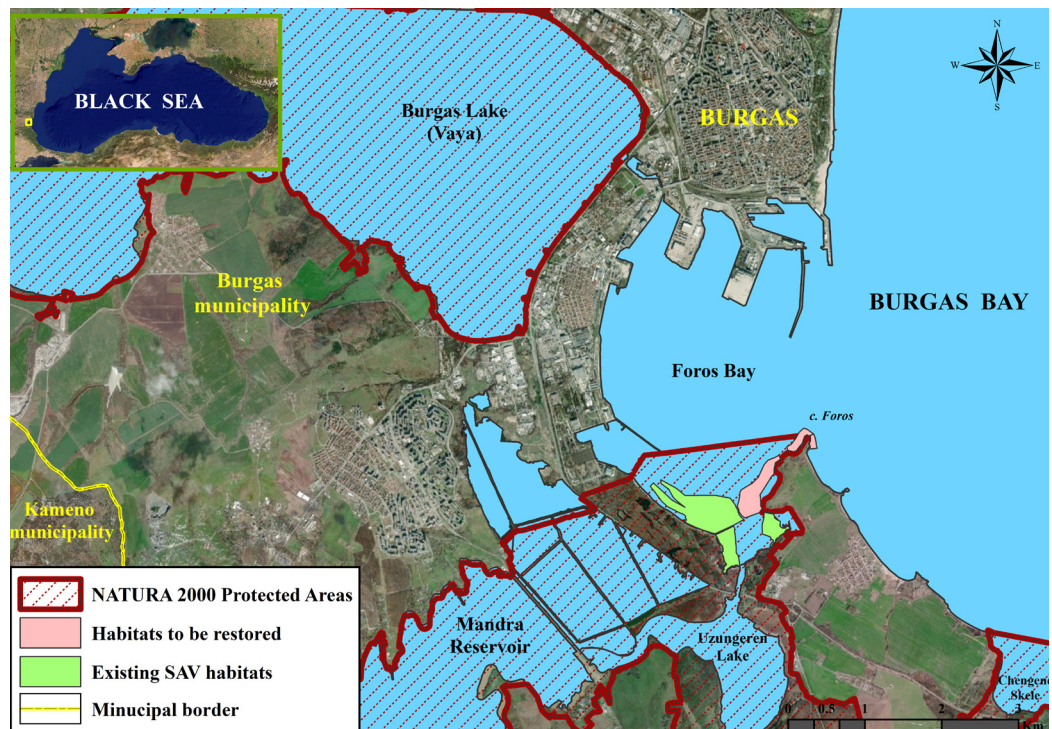 BLACK SEA
Burgas Lake
(Vaya)
BURGAS
N
W
E
S
Burgas
municipality
BURGAS BAY
Foros Bay
c. Foros
Kameno
municipality
Mandra
Reservoir
Uzungeren
Lake
Chengene
Skele
NATURA 2000 Protected Areas
Habitats to be restored
Existing SAV habitats
Minucipal border
0 0.5 1 2 3
Km